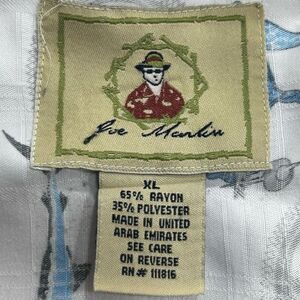 Joe Marlin
XL
65% RAYON
35% POLYESTER
MADE IN UNITED
ARAB EMIRATES
SEE CARE
ON REVERSE
RN# 111816